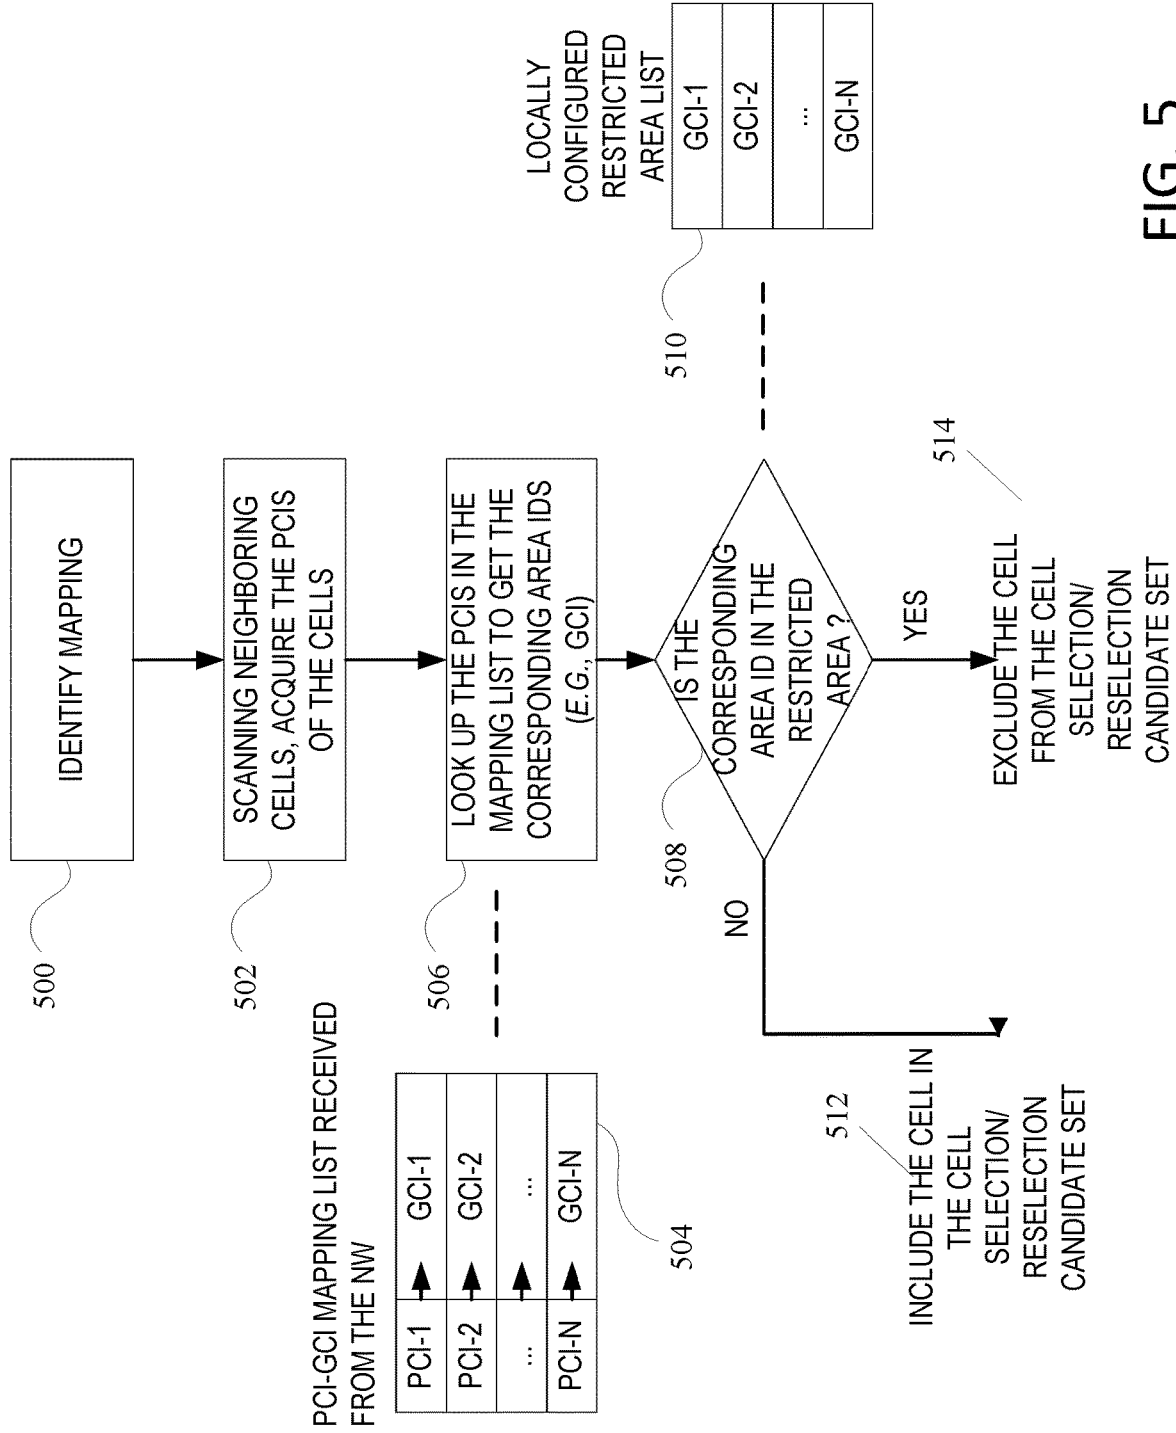 IDENTIFY MAPPING
500
SCANNING NEIGHBORING
CELLS, ACQUIRE THE PCIS
OF THE CELLS
502
PCI-GCI MAPPING LIST RECEIVED
FROM THE NW
PCI-1 GCI-1
PCI-2 GCI-2
... ...
PCI-N GCI-N
504
LOOK UP THE PCIS IN THE
MAPPING LIST TO GET THE
CORRESPONDING AREA IDS
(E.G., GCI)
506
IS THE
CORRESPONDING
AREA ID IN THE
RESTRICTED
AREA ?
508
LOCALLY
CONFIGURED
RESTRICTED
AREA LIST
GCI-1
GCI-2
...
GCI-N
510
NO
YES
512
INCLUDE THE CELL IN
THE CELL
SELECTION/
RESELECTION
CANDIDATE SET
514
EXCLUDE THE CELL
FROM THE CELL
SELECTION/
RESELECTION
CANDIDATE SET
FIG. 5